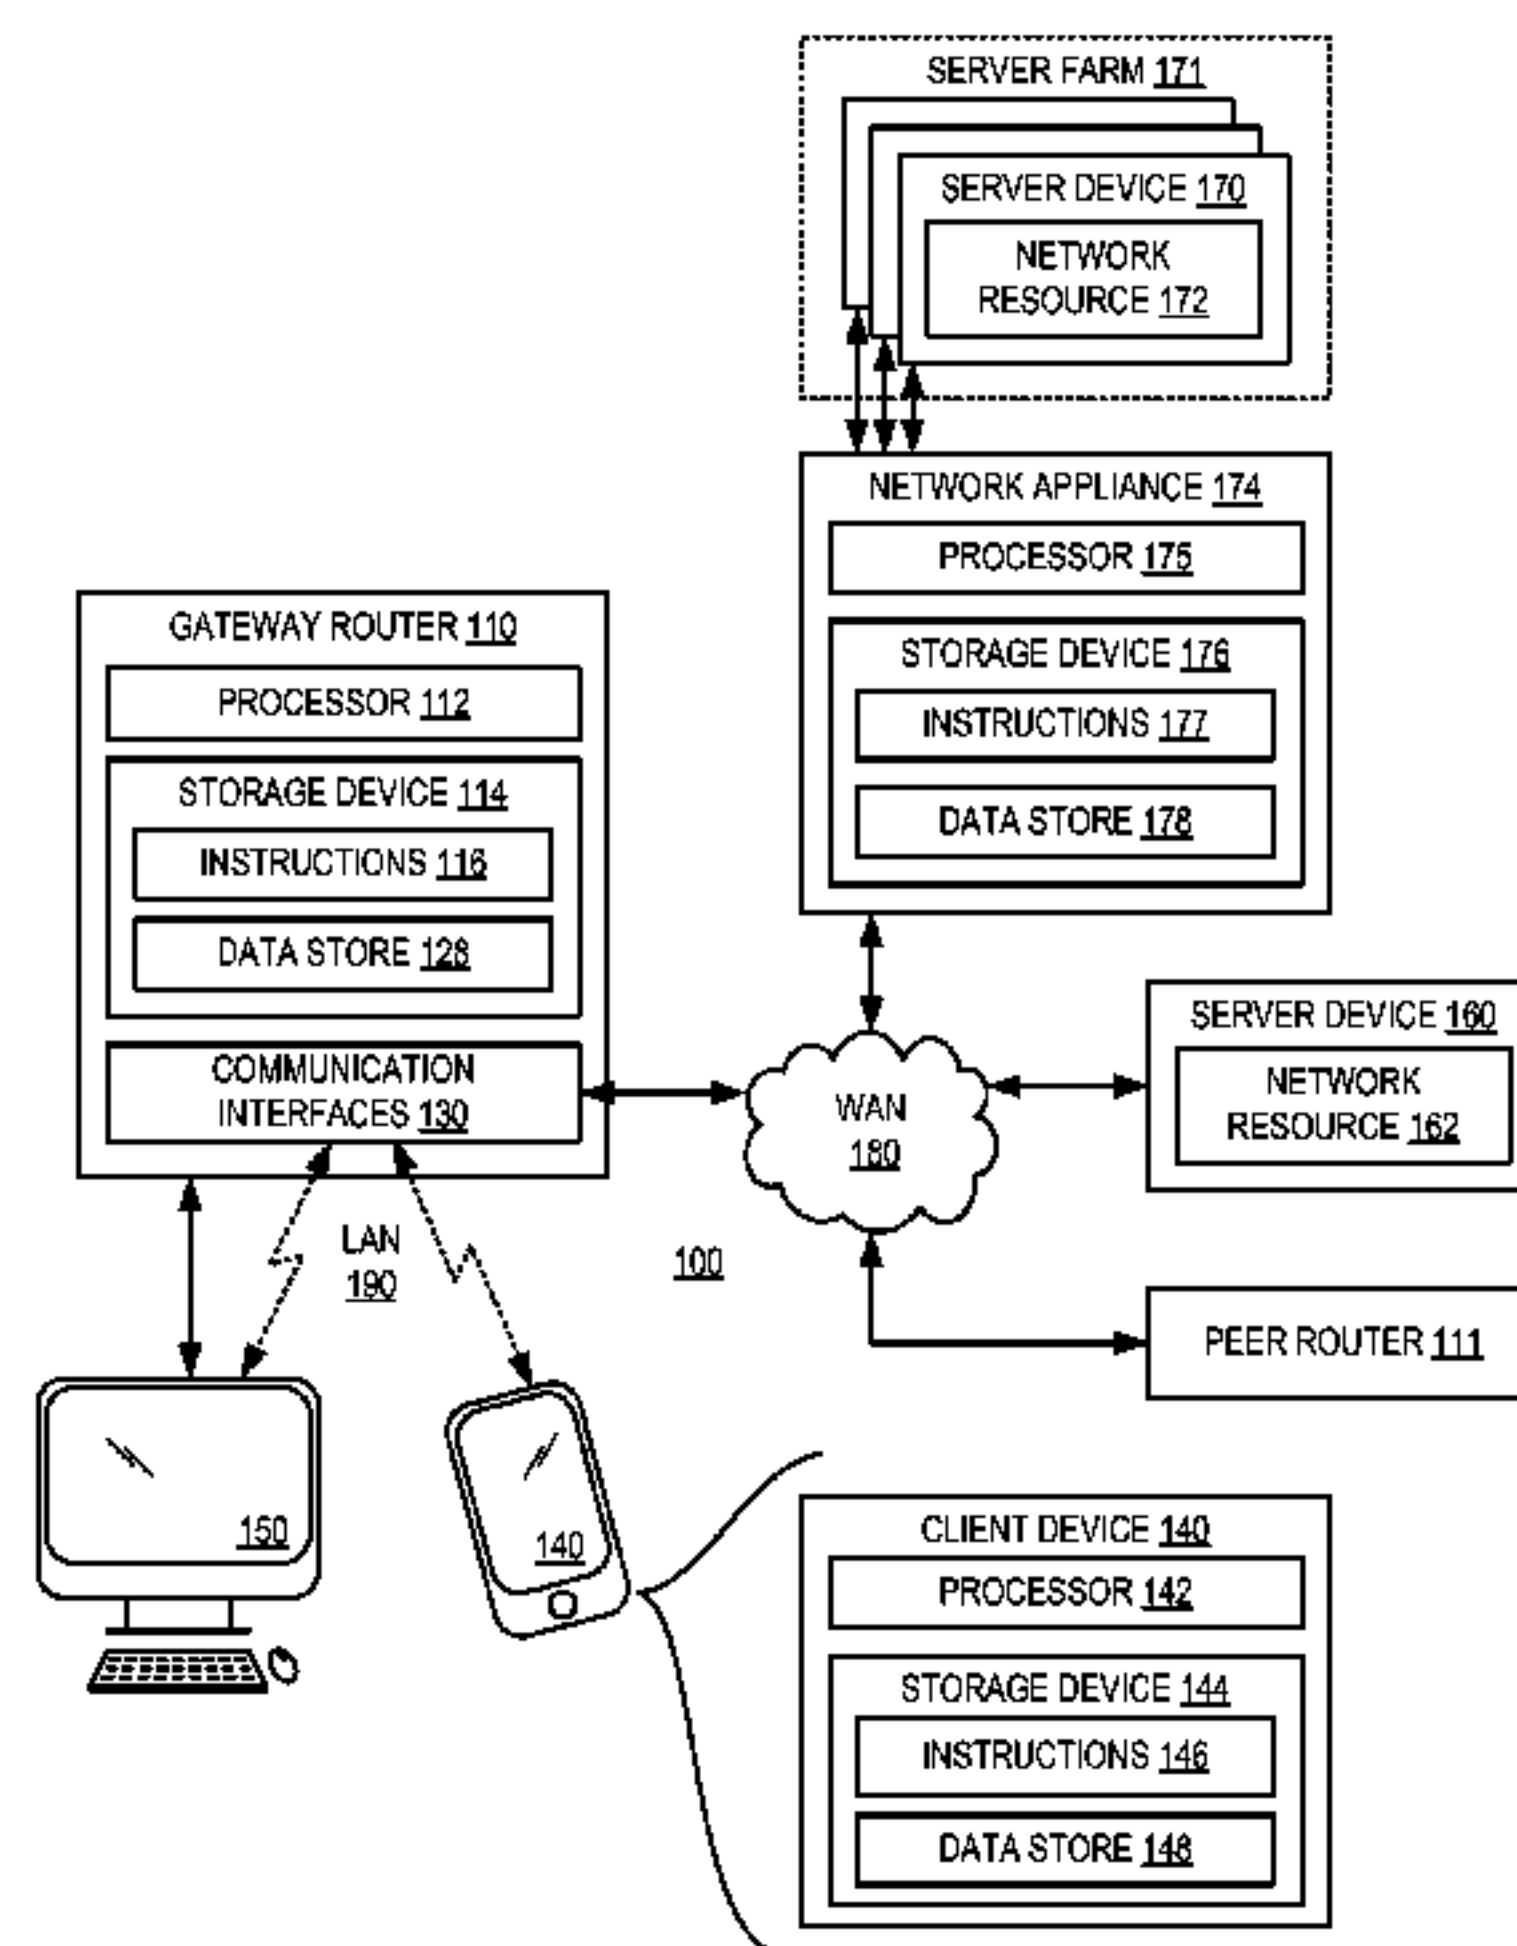 SERVER FARM 171
SERVER DEVICE 170
NETWORK
RESOURCE 172
NETWORK APPLIANCE 174
PROCESSOR 175
STORAGE DEVICE 176
INSTRUCTIONS 177
DATA STORE 178
GATEWAY ROUTER 110
PROCESSOR 112
STORAGE DEVICE 114
INSTRUCTIONS 116
DATA STORE 128
COMMUNICATION
INTERFACES 130
WAN
180
SERVER DEVICE 160
NETWORK
RESOURCE 162
LAN
190
100
PEER ROUTER 111
150
140
CLIENT DEVICE 140
PROCESSOR 142
STORAGE DEVICE 144
INSTRUCTIONS 146
DATA STORE 148